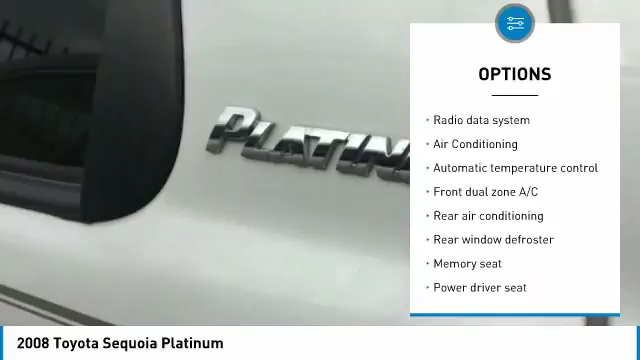 PLATIN
OPTIONS
Radio data system
Air Conditioning
Automatic temperature control
Front dual zone A/C
Rear air conditioning
Rear window defroster
Memory seat
Power driver seat
2008 Toyota Sequoia Platinum